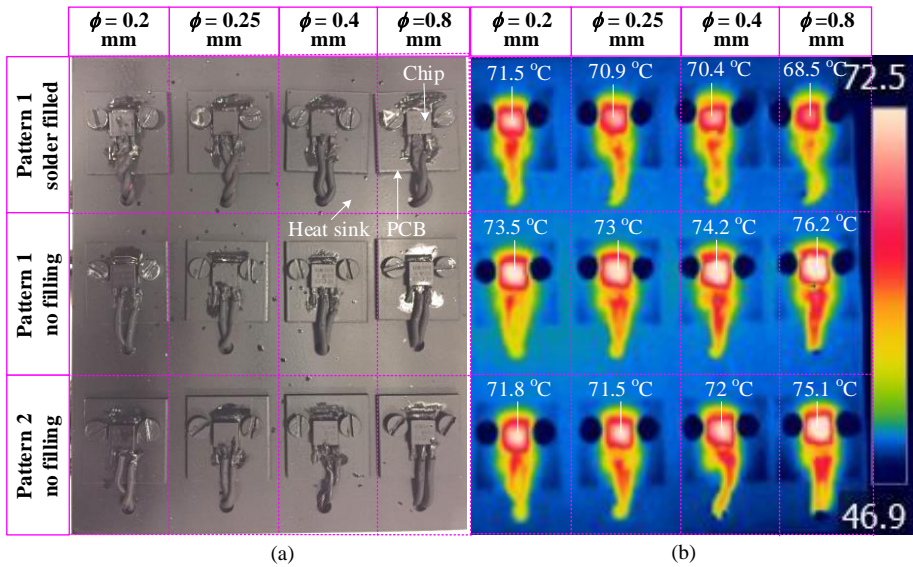 ϕ = 0.2 mm
ϕ = 0.25 mm
ϕ = 0.4 mm
ϕ =0.8 mm
ϕ = 0.2 mm
ϕ = 0.25 mm
ϕ = 0.4 mm
ϕ =0.8 mm
Pattern 1
solder filled
Chip
Heat sink
PCB
71.5 °C
70.9 °C
70.4 °C
68.5 °C
72.5
Pattern 1
no filling
73.5 °C
73 °C
74.2 °C
76.2 °C
Pattern 2
no filling
71.8 °C
71.5 °C
72 °C
75.1 °C
46.9
(a)
(b)